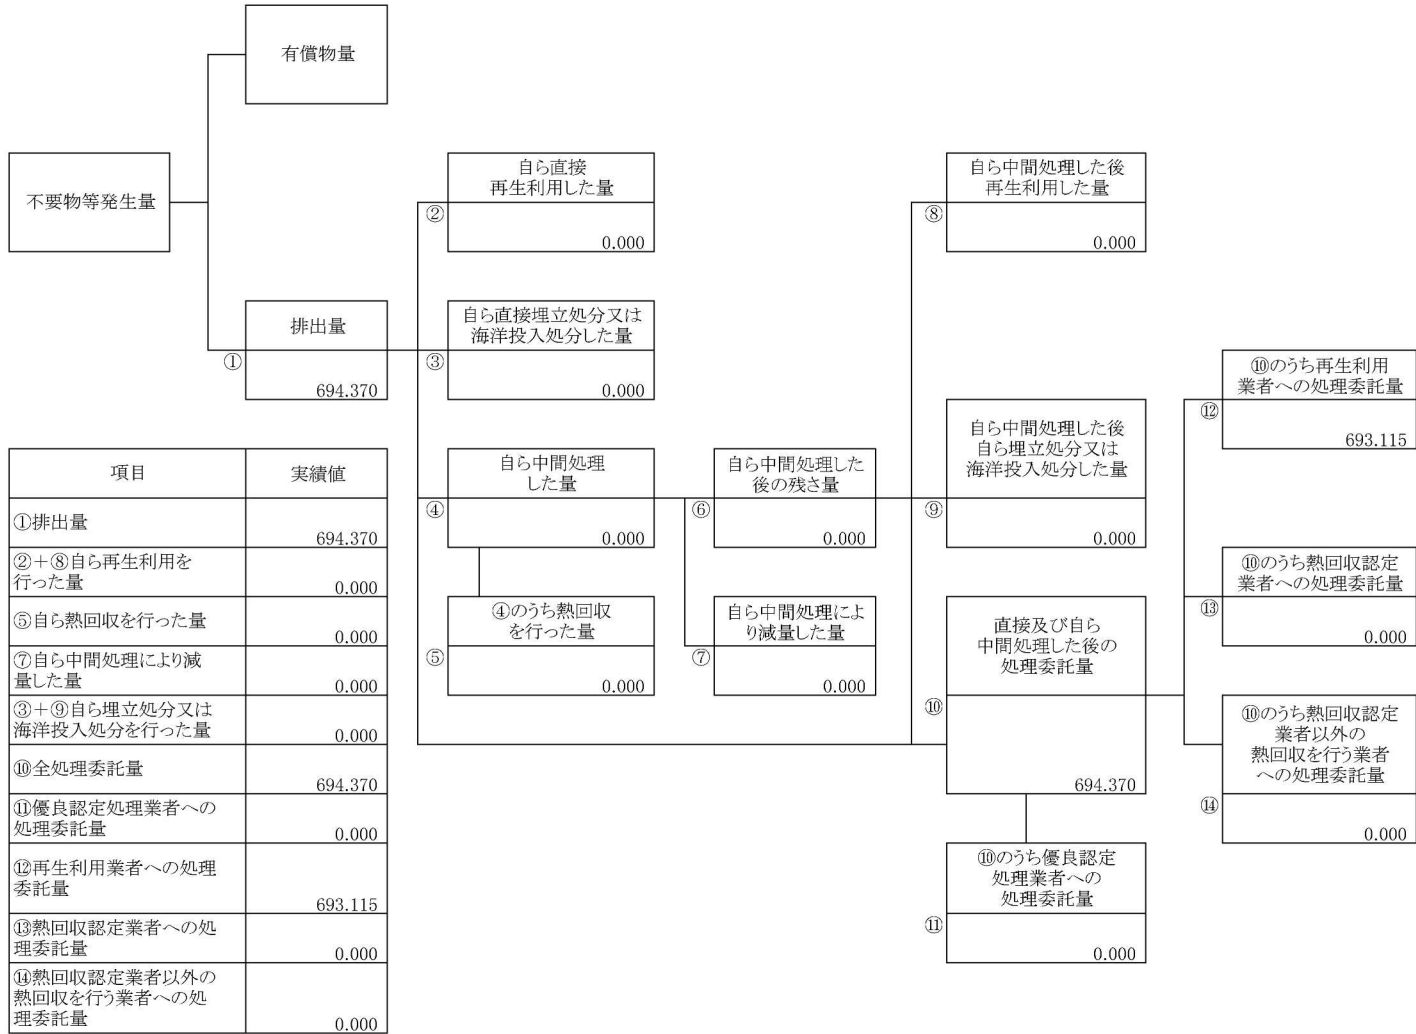 有償物量
不要物等発生量
自ら直接
再生利用した量
②
0.000
自ら中間処理した後
再生利用した量
⑧
0.000
排出量
①
694.370
自ら直接埋立処分又は
海洋投入処分した量
③
0.000
⑩のうち再生利用
業者への処理委託量
⑫
693.115
自ら中間処理
した量
④
0.000
自ら中間処理した
後の残さ量
⑥
0.000
自ら中間処理した後
自ら埋立処分又は
海洋投入処分した量
⑨
0.000
⑩のうち熱回収認定
業者への処理委託量
⑬
0.000
④のうち熱回収
を行った量
⑤
0.000
自ら中間処理によ
り減量した量
⑦
0.000
直接及び自ら
中間処理した後の
処理委託量
⑩
694.370
⑩のうち熱回収認定
業者以外の
熱回収を行う業者
への処理委託量
⑭
0.000
⑩のうち優良認定
処理業者への
処理委託量
⑪
0.000
項目 実績値
①排出量
694.370
②+⑧自ら再生利用を
行った量
0.000
⑤自ら熱回収を行った量
0.000
⑦自ら中間処理により減
量した量
0.000
③+⑨自ら埋立処分又は
海洋投入処分を行った量
0.000
⑩全処理委託量
694.370
⑪優良認定処理業者への
処理委託量
0.000
⑫再生利用業者への処理
委託量
693.115
⑬熱回収認定業者への処
理委託量
0.000
⑭熱回収認定業者以外の
熱回収を行う業者への処
理委託量
0.000